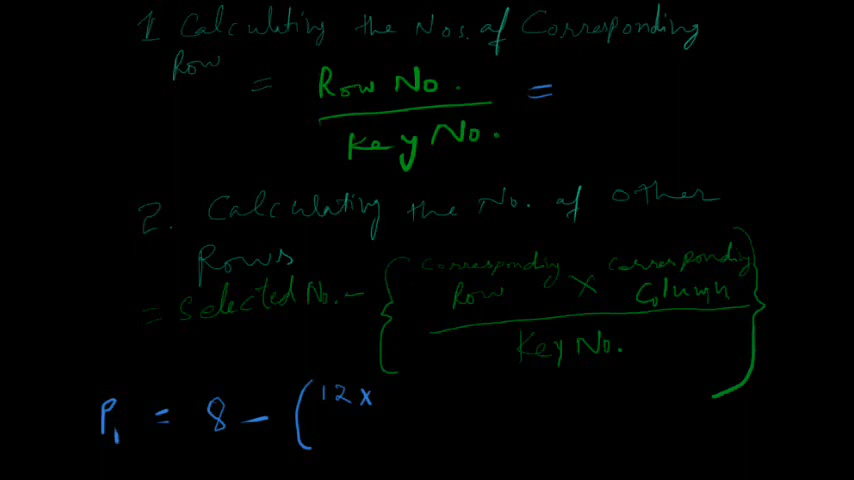 1 Calculating the Nos. of Corresponding
Row
= Row No. =
Key No.
2. Calculating the No. of other
Rows
= Selected No. - { corresponding Row X corresponding Column }
Key No.
P1 = 8 - ( 12 x